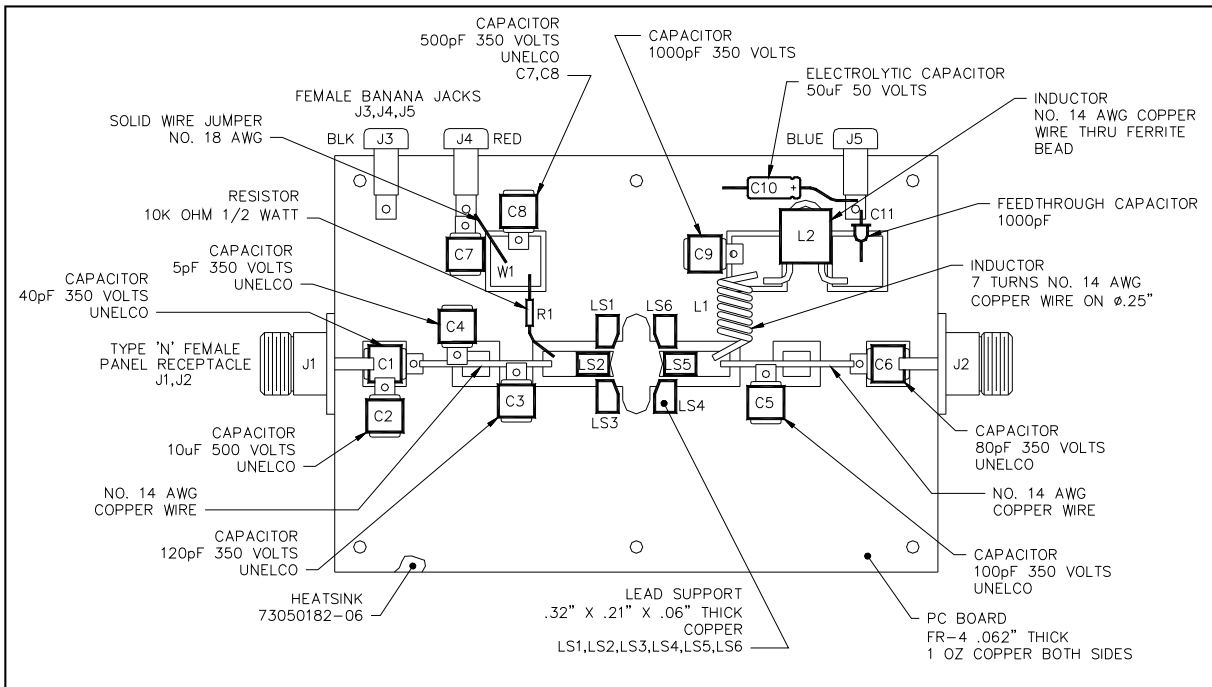 CAPACITOR
500pF 350 VOLTS
UNELCO
C7,C8
CAPACITOR
1000pF 350 VOLTS
ELECTROLYTIC CAPACITOR
50uF 50 VOLTS
INDUCTOR
NO. 14 AWG COPPER
WIRE THRU FERRITE
BEAD
FEMALE BANANA JACKS
J3,J4,J5
SOLID WIRE JUMPER
NO. 18 AWG
BLK
J3
J4
RED
BLUE
J5
RESISTOR
10K OHM 1/2 WATT
C8
C10
+
C11
FEEDTHROUGH CAPACITOR
1000pF
C7
W1
C9
L2
CAPACITOR
5pF 350 VOLTS
UNELCO
INDUCTOR
7 TURNS NO. 14 AWG
COPPER WIRE ON ø.25"
CAPACITOR
40pF 350 VOLTS
UNELCO
C4
R1
LS1
LS6
L1
TYPE 'N' FEMALE
PANEL RECEPTACLE
J1,J2
J1
C1
LS2
LS5
C6
J2
C2
C3
LS3
LS4
C5
CAPACITOR
10uF 500 VOLTS
UNELCO
CAPACITOR
80pF 350 VOLTS
UNELCO
NO. 14 AWG
COPPER WIRE
NO. 14 AWG
COPPER WIRE
CAPACITOR
120pF 350 VOLTS
UNELCO
CAPACITOR
100pF 350 VOLTS
UNELCO
HEATSINK
73050182-06
LEAD SUPPORT
.32" X .21" X .06" THICK
COPPER
LS1,LS2,LS3,LS4,LS5,LS6
PC BOARD
FR-4 .062" THICK
1 OZ COPPER BOTH SIDES